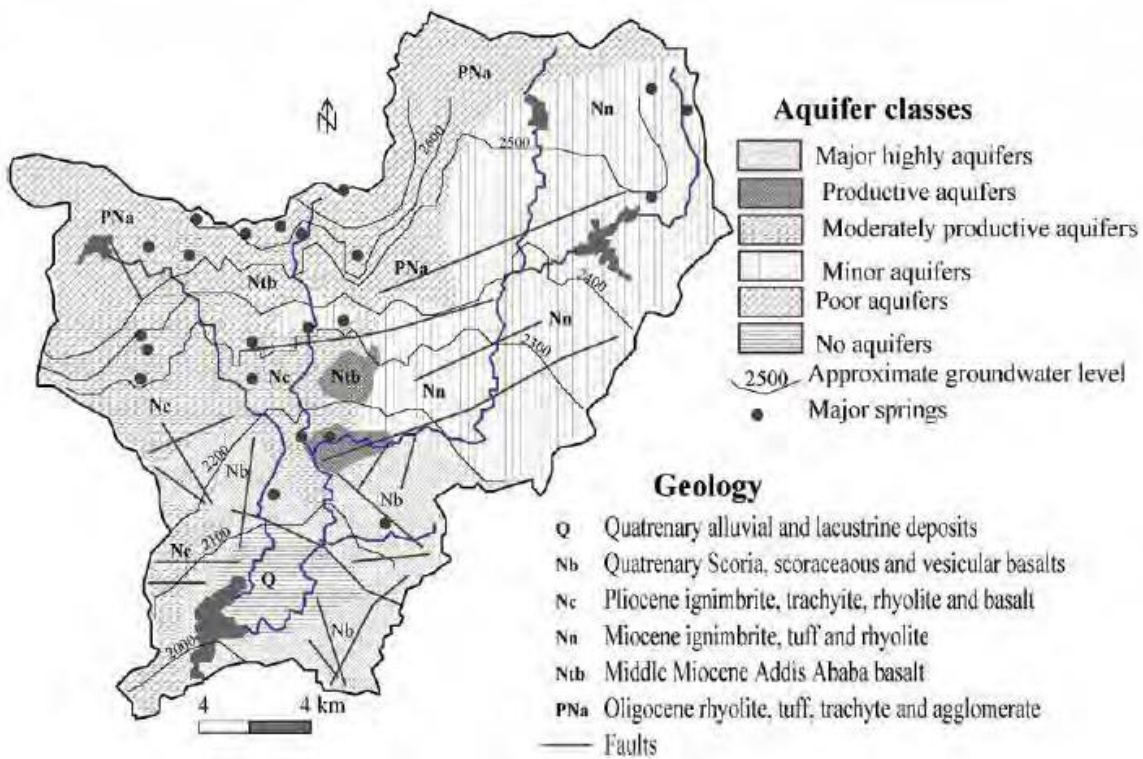 PNa
Nn
N
2600
2500
PNa
PNa
Ntb
2400
Nn
2300
Ntb
Nc
Nn
Nc
2200
Nb
Nb
2100
Nc
Q
Nb
2000
4
4 km
Aquifer classes
Major highly aquifers
Productive aquifers
Moderately productive aquifers
Minor aquifers
Poor aquifers
No aquifers
2500 Approximate groundwater level
Major springs
Geology
Q Quatrenary alluvial and lacustrine deposits
Nb Quatrenary Scoria, scoraceaous and vesicular basalts
Nc Pliocene ignimbrite, trachyite, rhyolite and basalt
Nn Miocene ignimbrite, tuff and rhyolite
Ntb Middle Miocene Addis Ababa basalt
PNa Oligocene rhyolite, tuff, trachyte and agglomerate
Faults